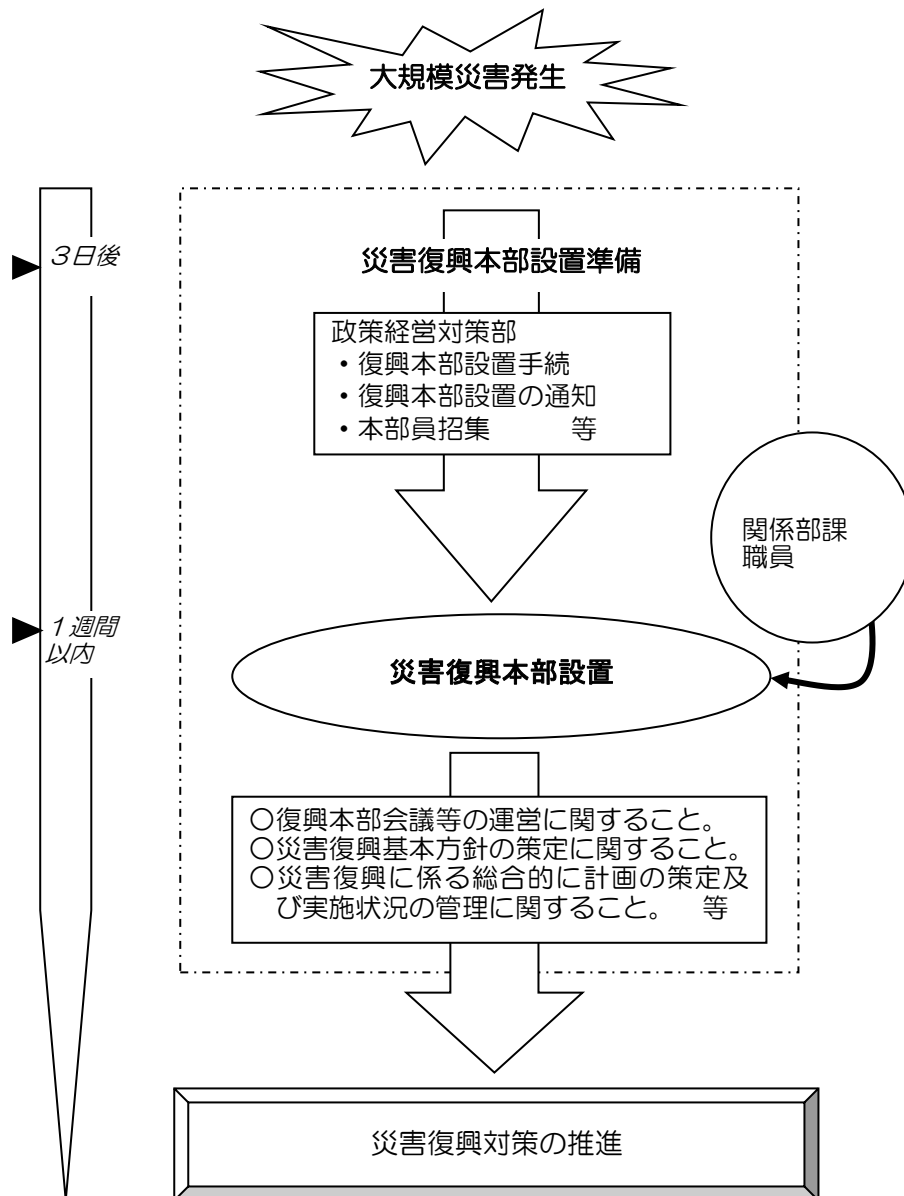 大規模災害発生
３日後
災害復興本部設置準備
政策経営対策部
・復興本部設置手続
・復興本部設置の通知
・本部員招集　　　等
関係部課
職員
１週間
以内
災害復興本部設置
○復興本部会議等の運営に関すること。
○災害復興基本方針の策定に関すること。
○災害復興に係る総合的に計画の策定及
び実施状況の管理に関すること。　等
災害復興対策の推進